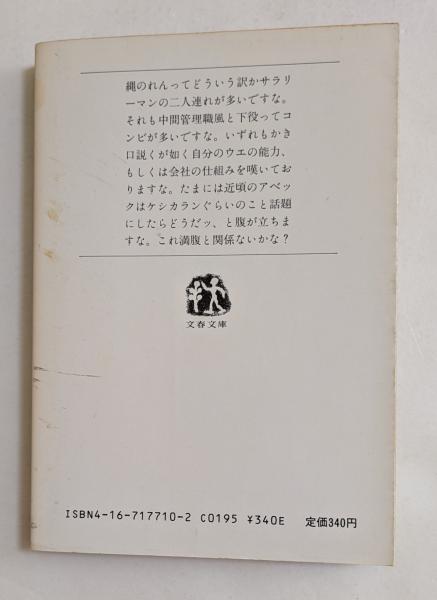 縄のれんってどういう訳かサラリ
ーマンの二人連れが多いですな。
それも中間管理職風と下役ってコ
ンビが多いですな。いずれもかき
口説くが如く自分のウエの能力、
もしくは会社の仕組みを嘆いてお
りますな。たまには近頃のアベッ
クはケシカランぐらいのこと話題
にしたらどうだッ、と腹が立ちま
すな。これ満腹と関係ないかな?
文春文庫
ISBN4-16-717710-2 C0195 ¥340E 定価340円